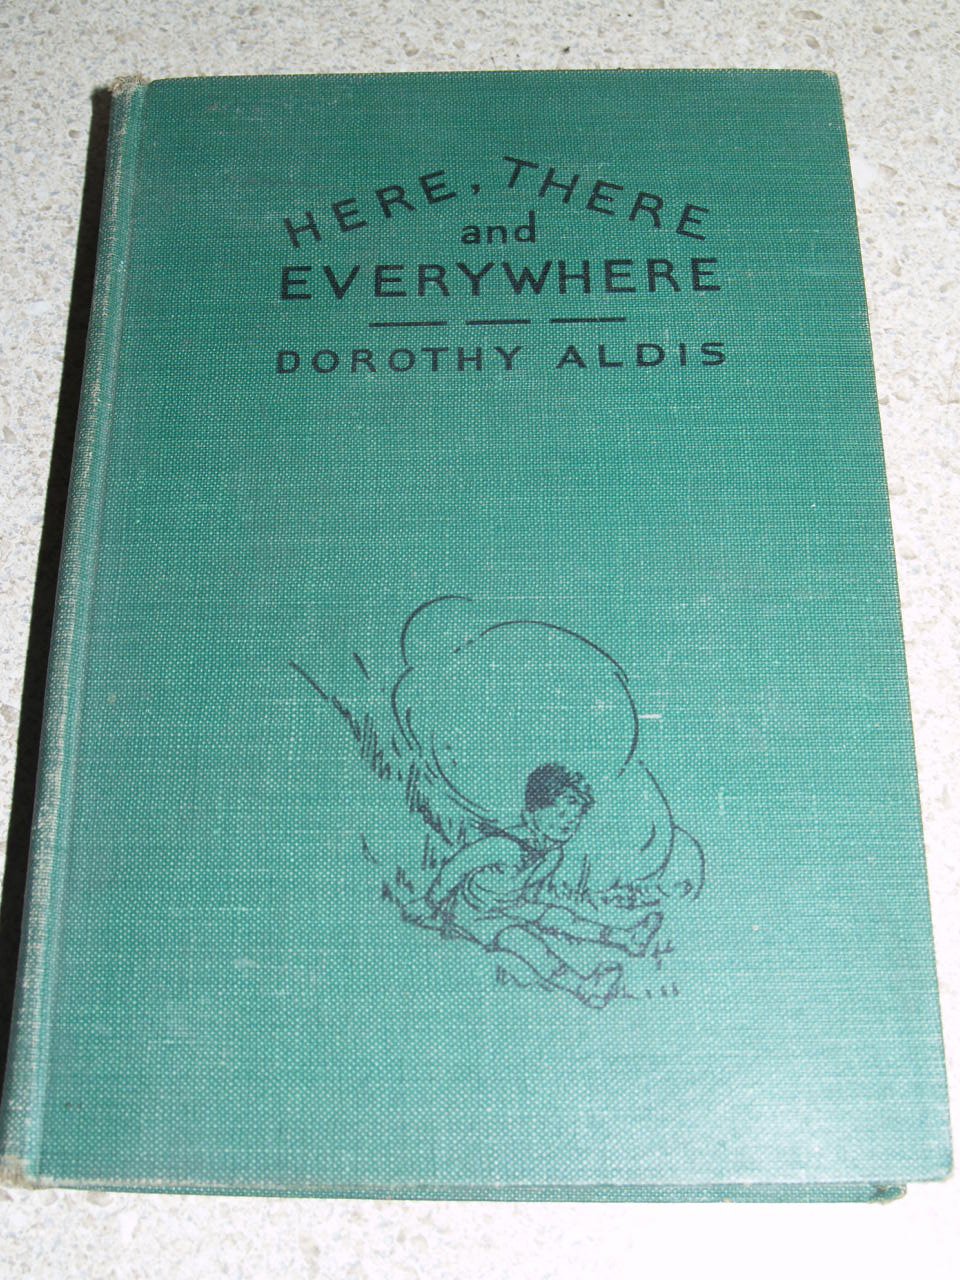 HERE, THERE
and
EVERYWHERE
DOROTHY ALDIS